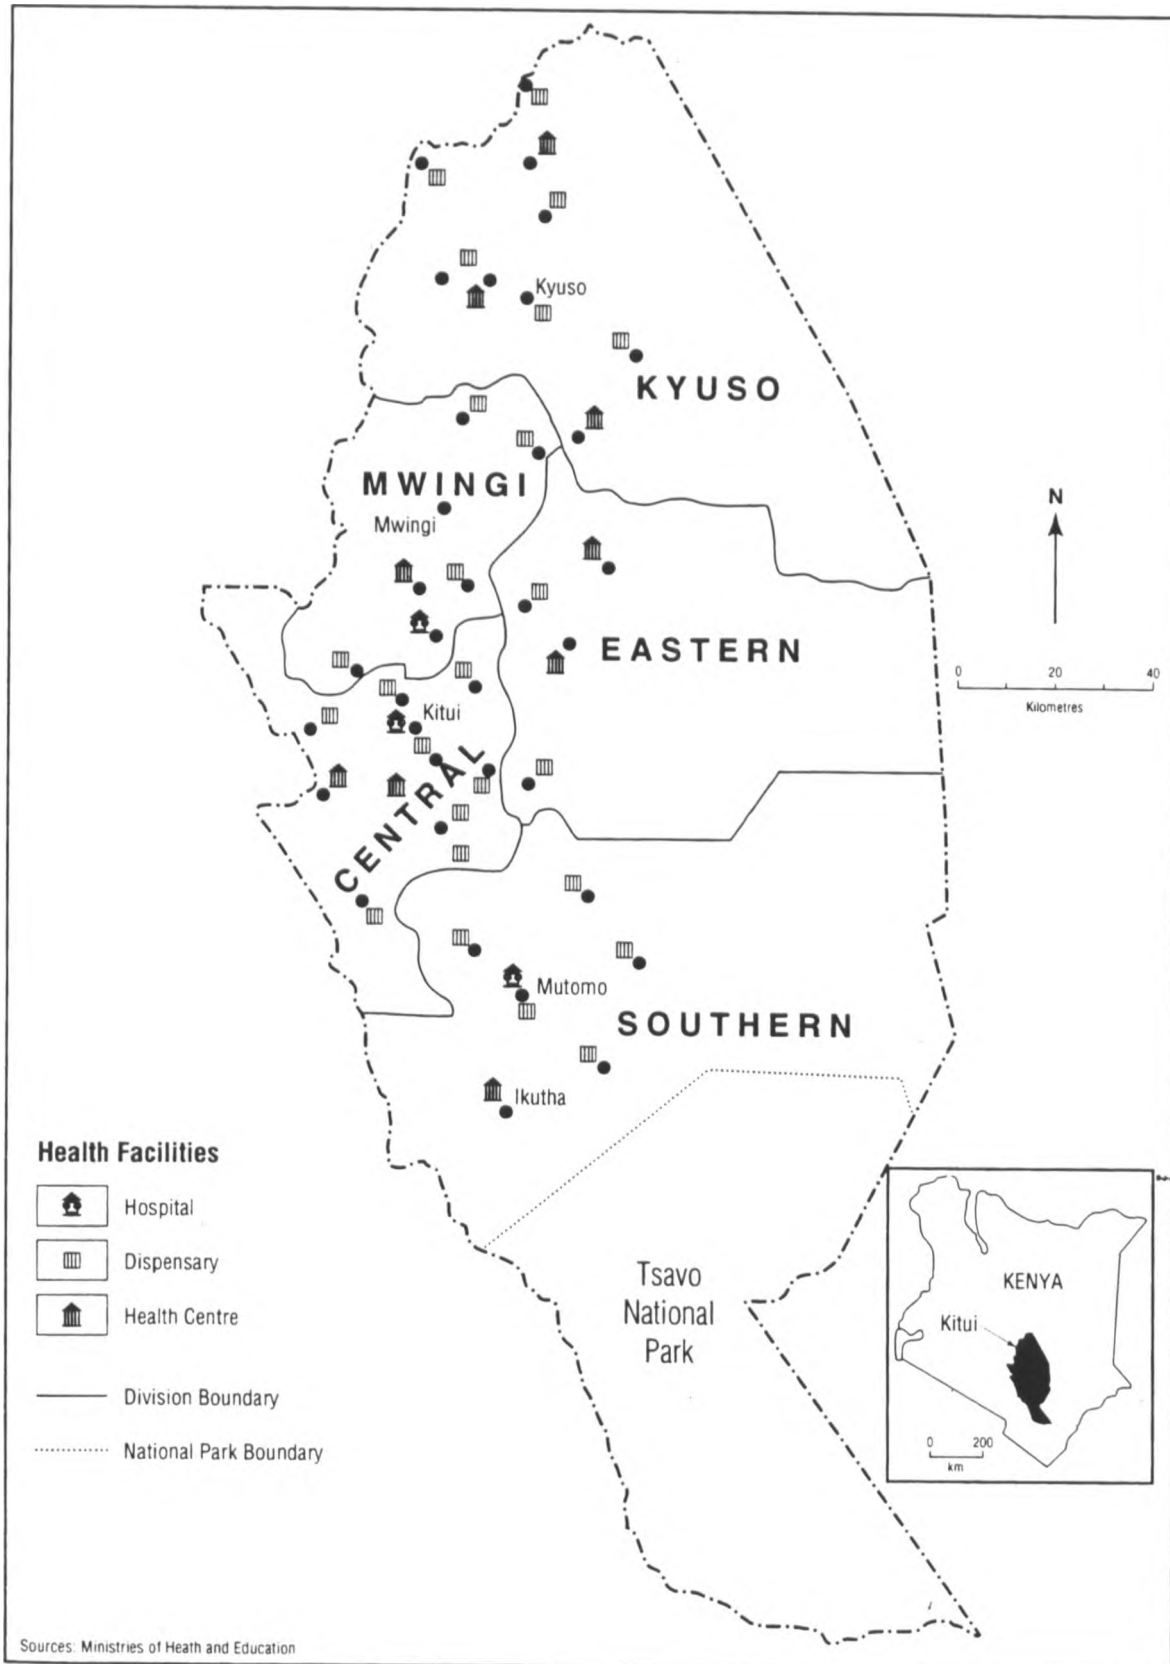 Kyuso
KYUSO
MWINGI
Mwingi
N
EASTERN
0 20 40
Kilometres
Kitui
CENTRAL
Mutomo
SOUTHERN
Ikutha
Health Facilities
Hospital
Dispensary
Health Centre
Division Boundary
National Park Boundary
Tsavo
National
Park
KENYA
Kitui
0 200
km
Sources: Ministries of Heath and Education